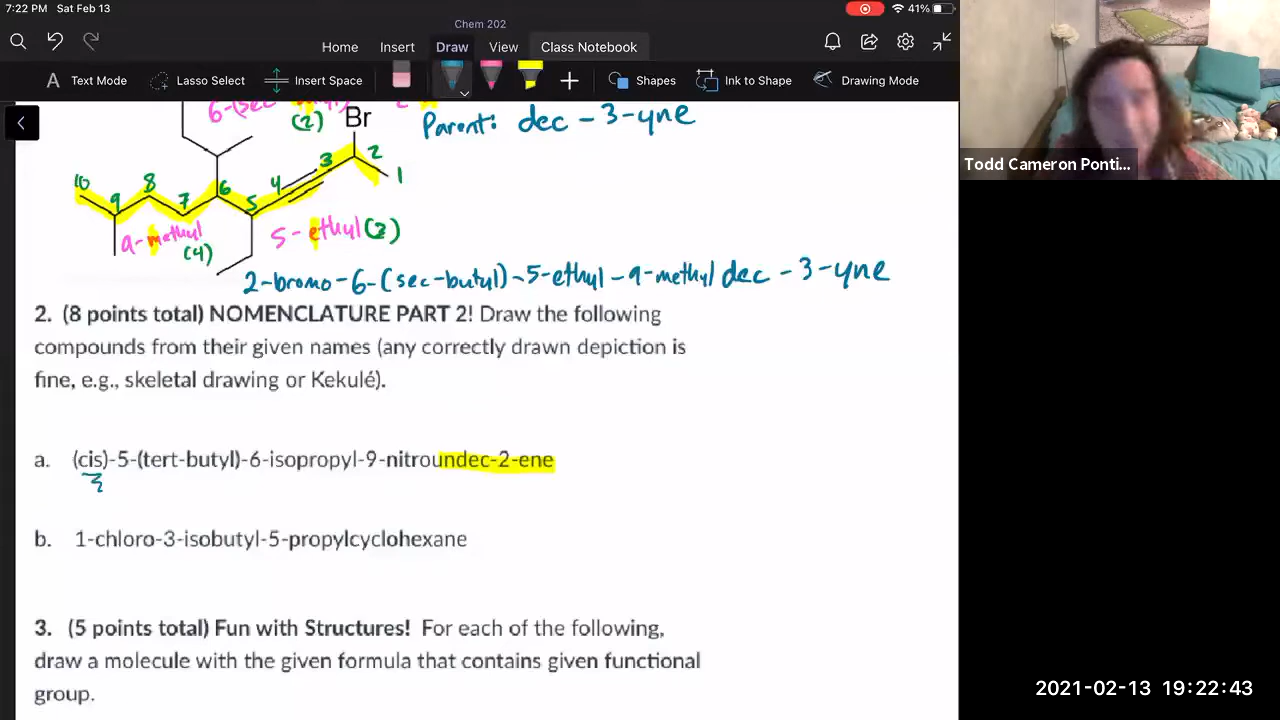 7:22 PM Sat Feb 13
41%
Chem 202
Home Insert Draw View Class Notebook
Text Mode Lasso Select Insert Space Shapes Ink to Shape Drawing Mode
6-(sec
(2)
Br
Parent: dec-3-yne
10 9 8 7 6 5 4 3 2 1
9-methyl
(4)
5-ethyl(3)
2-bromo-6-(sec-butyl)-5-ethyl-9-methyldec-3-yne
2. (8 points total) NOMENCLATURE PART 2! Draw the following
compounds from their given names (any correctly drawn depiction is
fine, e.g., skeletal drawing or Kekulé).
a. (cis)-5-(tert-butyl)-6-isopropyl-9-nitroundec-2-ene
b. 1-chloro-3-isobutyl-5-propylcyclohexane
3. (5 points total) Fun with Structures! For each of the following,
draw a molecule with the given formula that contains given functional
group.
Todd Cameron Ponti...
2021-02-13 19:22:43